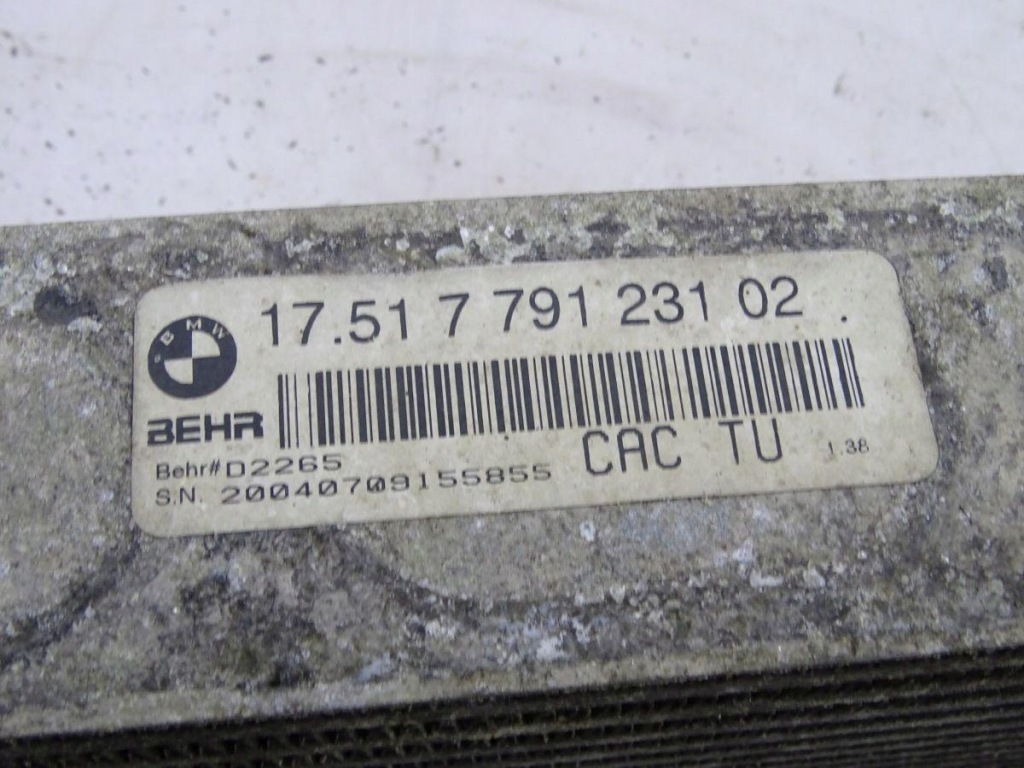 BMW
17.51 7 791 231 02 .
BEHR
Behr# D2265
CAC TU 1.38
S.N. 20040709155855